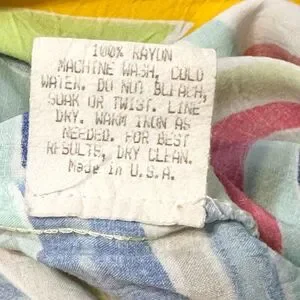 100% RAYON
MACHINE WASH, COLD
WATER. DO NOT BLEACH,
SOAK OR TWIST. LINE
DRY. WARM IRON AS
NEEDED. FOR BEST
RESULTS, DRY CLEAN.
Made in U.S.A.